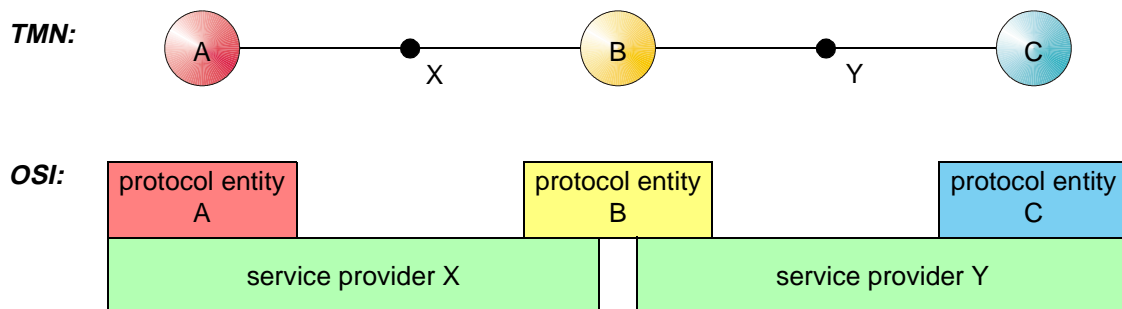 TMN:
A
B
C
X
Y
OSI:
protocol entity
A
protocol entity
B
protocol entity
C
service provider X
service provider Y